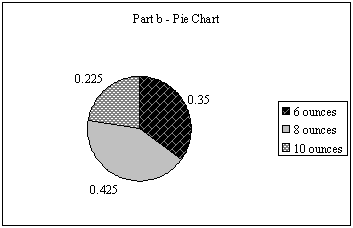 Part b - Pie Chart
0.225
0.35
6 ounces
8 ounces
10 ounces
0.425